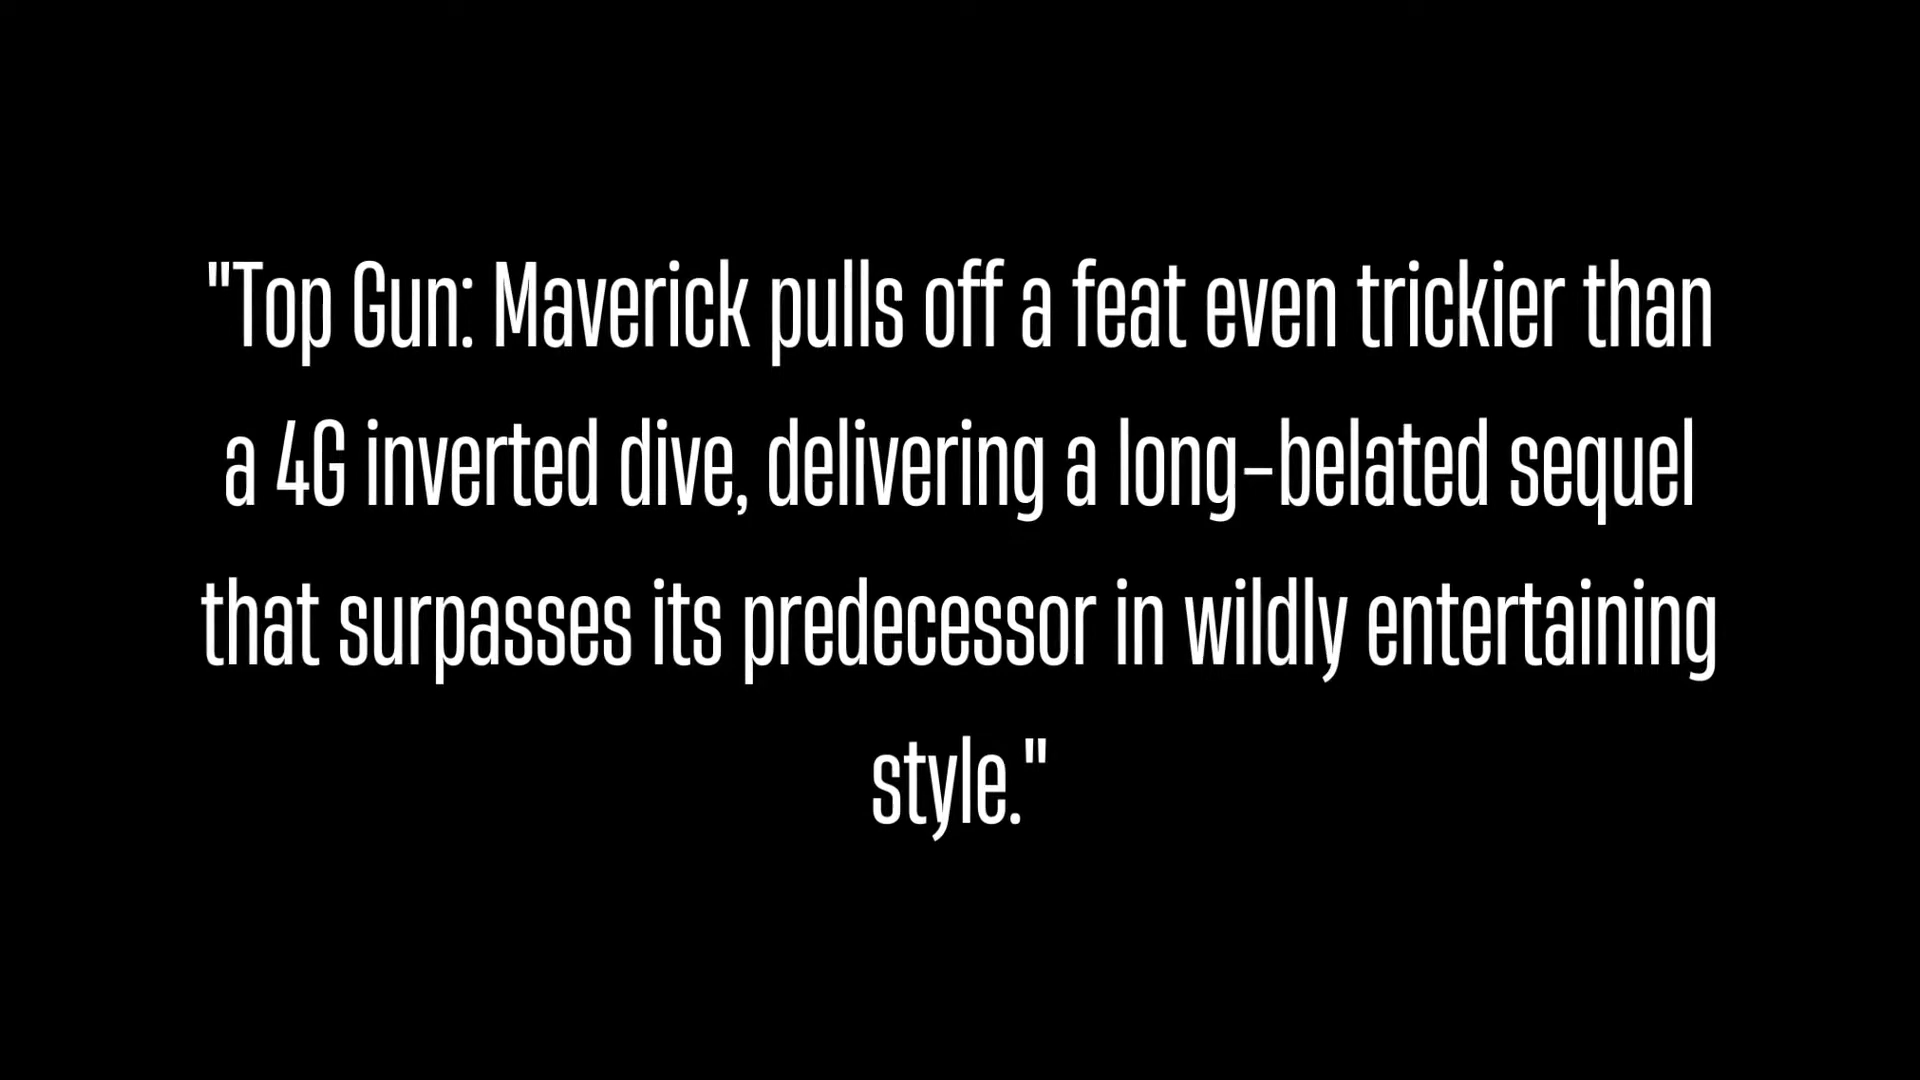 "Top Gun: Maverick pulls off a feat even trickier than
a 4G inverted dive, delivering a long-belated sequel
that surpasses its predecessor in wildly entertaining
style."